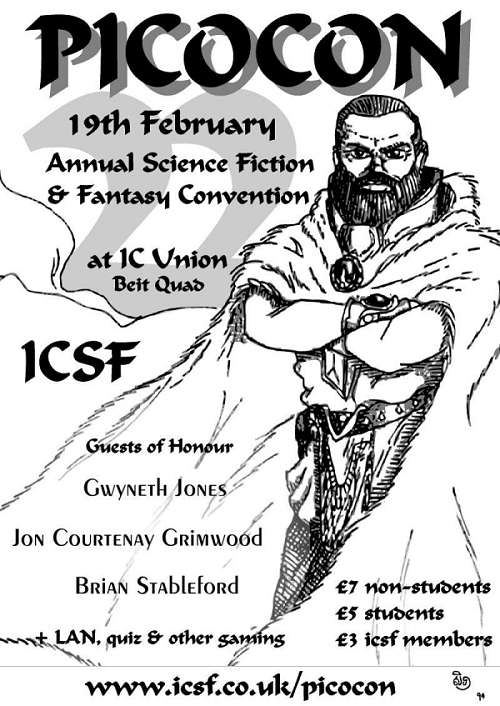 PICOCON
22
19th February
Annual Science Fiction
& Fantasy Convention
at IC Union
Beit Quad
ICSF
Guests of Honour
Gwyneth Jones
Jon Courtenay Grimwood
Brian Stableford
£7 non-students
£5 students
+ LAN, quiz & other gaming
£3 icsf members
www.icsf.co.uk/picocon